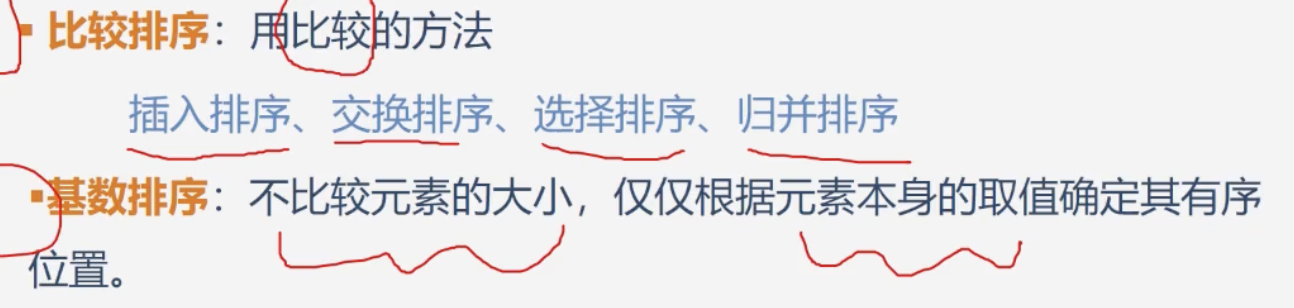 ▪ 比较排序：用比较的方法
插入排序、交换排序、选择排序、归并排序
▪基数排序：不比较元素的大小，仅仅根据元素本身的取值确定其有序
位置。